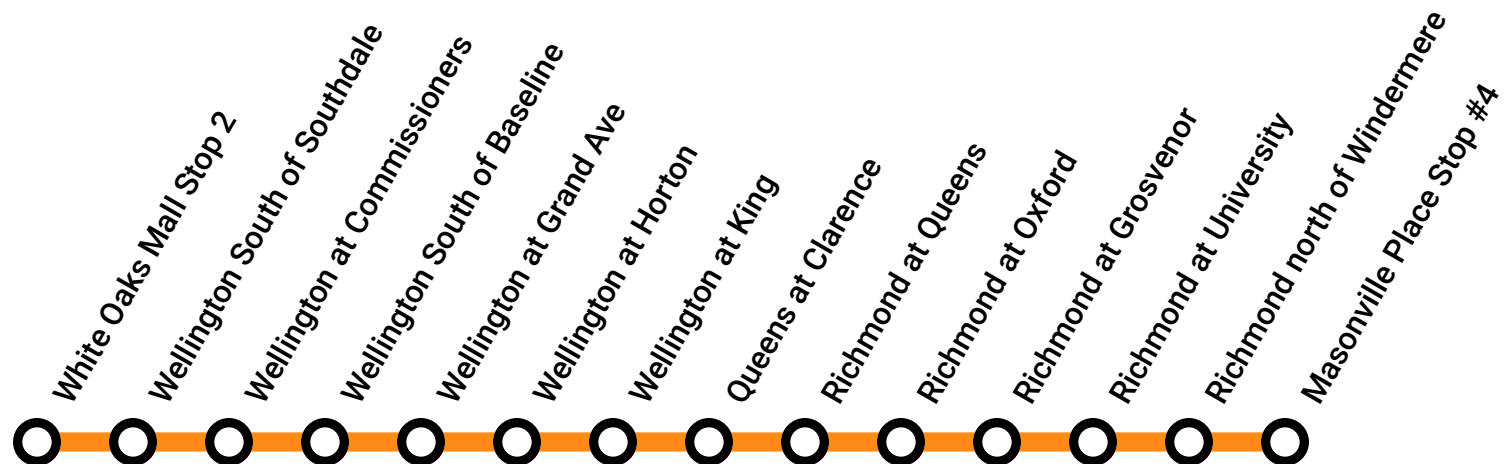 White Oaks Mall Stop 2
Wellington South of Southdale
Wellington at Commissioners
Wellington South of Baseline
Wellington at Grand Ave
Wellington at Horton
Wellington at King
Queens at Clarence
Richmond at Queens
Richmond at Oxford
Richmond at Grosvenor
Richmond at University
Richmond north of Windermere
Masonville Place Stop #4